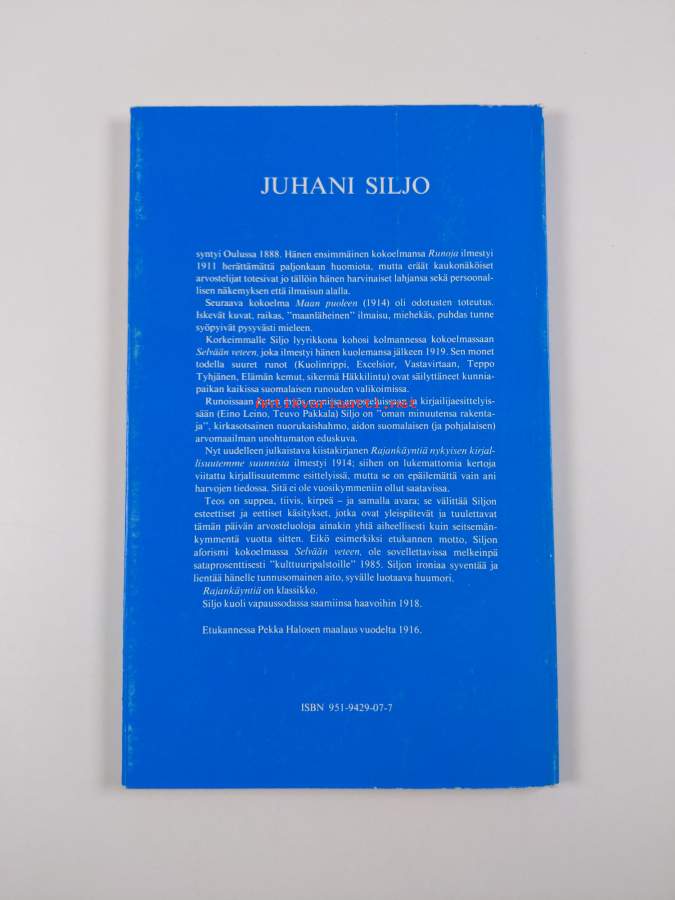 JUHANI SILJO
syntyi Oulussa 1888. Hänen ensimmäinen kokoelmansa Runoja ilmestyi
1911 herättämättä paljonkaan huomiota, mutta eräät kaukonäköiset
arvostelijat totesivat jo tällöin hänen harvinaiset lahjansa sekä persoonal-
lisen näkemyksen että ilmaisun alalla.
Seuraava kokoelma Maan puoleen (1914) oli odotusten toteutus.
Iskevät kuvat, raikas, "maanläheinen" ilmaisu, miehekäs, puhdas tunne
syöpyivät pysyvästi mieleen.
Korkeimmalle Siljo lyyrikkona kohosi kolmannessa kokoelmassaan
Selvään veteen, joka ilmestyi hänen kuolemansa jälkeen 1919. Sen monet
todella suuret runot (Kuolinrippi, Excelsior, Vastavirtaan, Teppo
Tyhjänen, Elämän kemut, sikermä Häkkilintu) ovat säilyttäneet kunnia-
paikan kaikissa suomalaisen runouden valikoimissa.
Runoissaan kuten myös monissa arvosteluissaan ja kirjailijaesittelyis-
Antikvariaatti.net
sään (Eino Leino, Teuvo Pakkala) Siljo on "oman minuutensa rakenta-
ja", kirkasotsainen nuorukaishahmo, aidon suomalaisen (ja pohjalaisen)
arvomaailman unohtumaton eduskuva.
Nyt uudelleen julkaistava kiistakirjanen Rajankäyntiä nykyisen kirjal-
lisuutemme suunnista ilmestyi 1914; siihen on lukemattomia kertoja
viitattu kirjallisuutemme esittelyissä, mutta se on epäilemättä vain ani
harvojen tiedossa. Sitä ei ole vuosikymmeniin ollut saatavissa.
Teos on suppea, tiivis, kirpeä – ja samalla avara; se välittää Siljon
esteettiset ja eettiset käsitykset, jotka ovat yleispätevät ja tuulettavat
tämän päivän arvosteluoloja ainakin yhtä aiheellisesti kuin seitsemän-
kymmentä vuotta sitten. Eikö esimerkiksi etukannen motto, Siljon
aforismi kokoelmassa Selvään veteen, ole sovellettavissa melkeinpä
sataprosenttisesti "kulttuuripalstoille" 1985. Siljon ironiaa syventää ja
lientää hänelle tunnusomainen aito, syvälle luotaava huumori.
Rajankäyntiä on klassikko.
Siljo kuoli vapaussodassa saamiinsa haavoihin 1918.
Etukannessa Pekka Halosen maalaus vuodelta 1916.
ISBN 951-9429-07-7